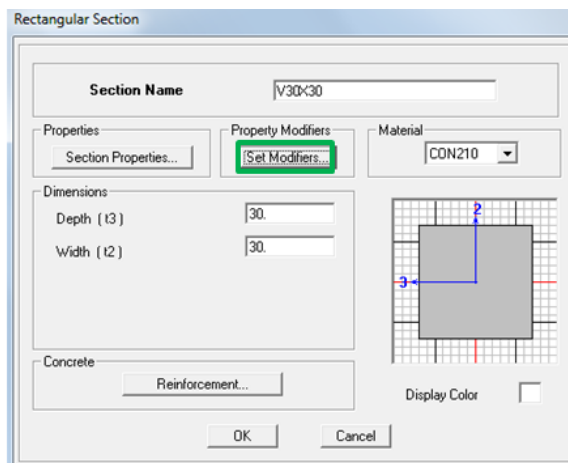 Rectangular Section
Section Name V30X30
Properties Property Modifiers Material
Section Properties... Set Modifiers... CON210
Dimensions
Depth ( t3 ) 30.
Width ( t2 ) 30.
2
3
Concrete
Reinforcement...
Display Color
OK Cancel